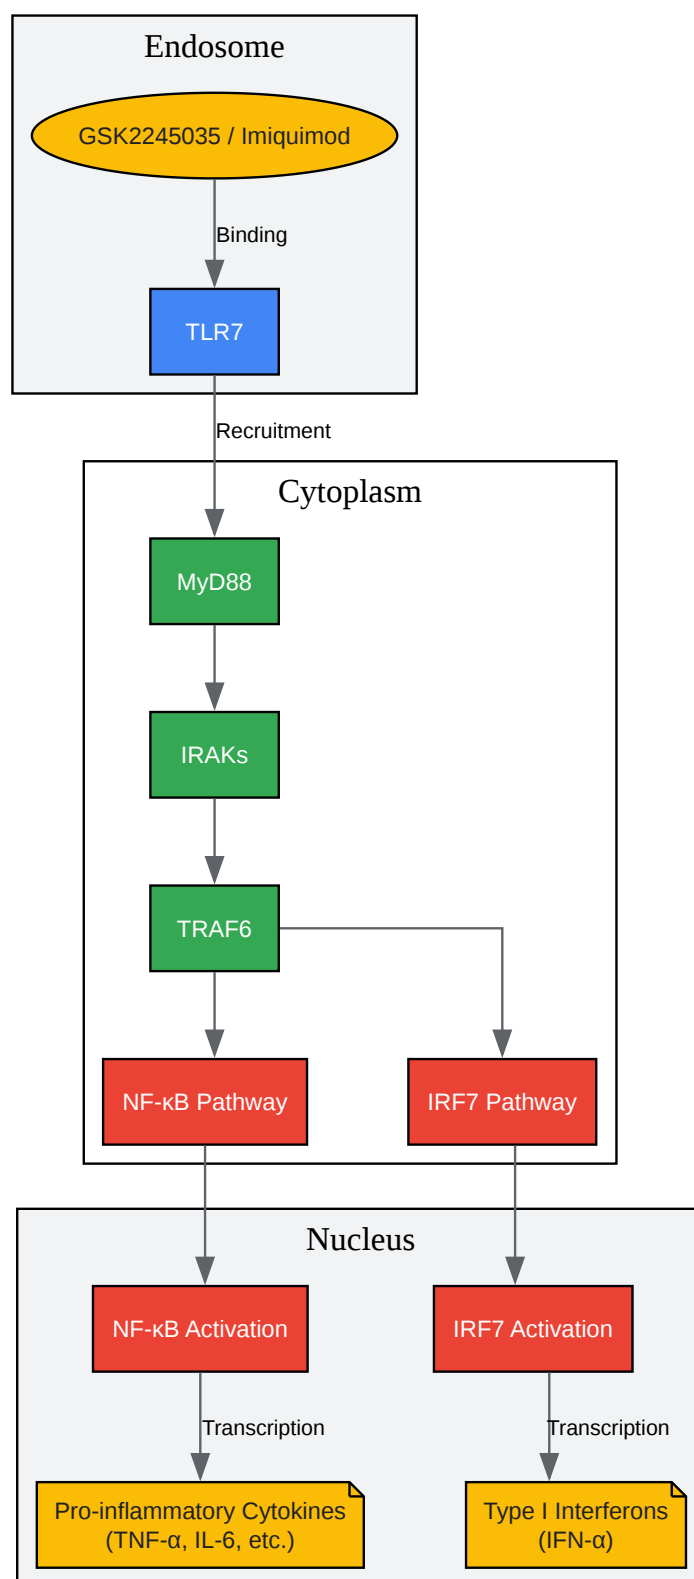 Endosome
GSK2245035 / Imiquimod
Binding
TLR7
Recruitment
Cytoplasm
MyD88
IRAKs
TRAF6
NF-κB Pathway
IRF7 Pathway
Nucleus
NF-κB Activation
IRF7 Activation
Transcription
Transcription
Pro-inflammatory Cytokines
(TNF-α, IL-6, etc.)
Type I Interferons
(IFN-α)